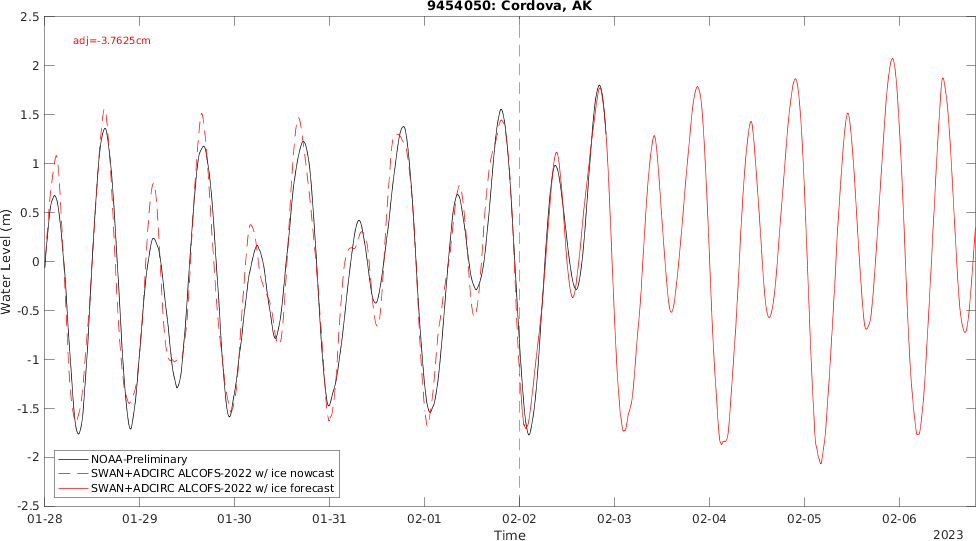 9454050: Cordova, AK
adj=-3.7625cm
Water Level (m)
2.5
2
1.5
1
0.5
0
-0.5
-1
-1.5
-2
-2.5
NOAA-Preliminary
SWAN+ADCIRC ALCOFS-2022 w/ ice nowcast
SWAN+ADCIRC ALCOFS-2022 w/ ice forecast
01-28 01-29 01-30 01-31 02-01 02-02 02-03 02-04 02-05 02-06
Time
2023